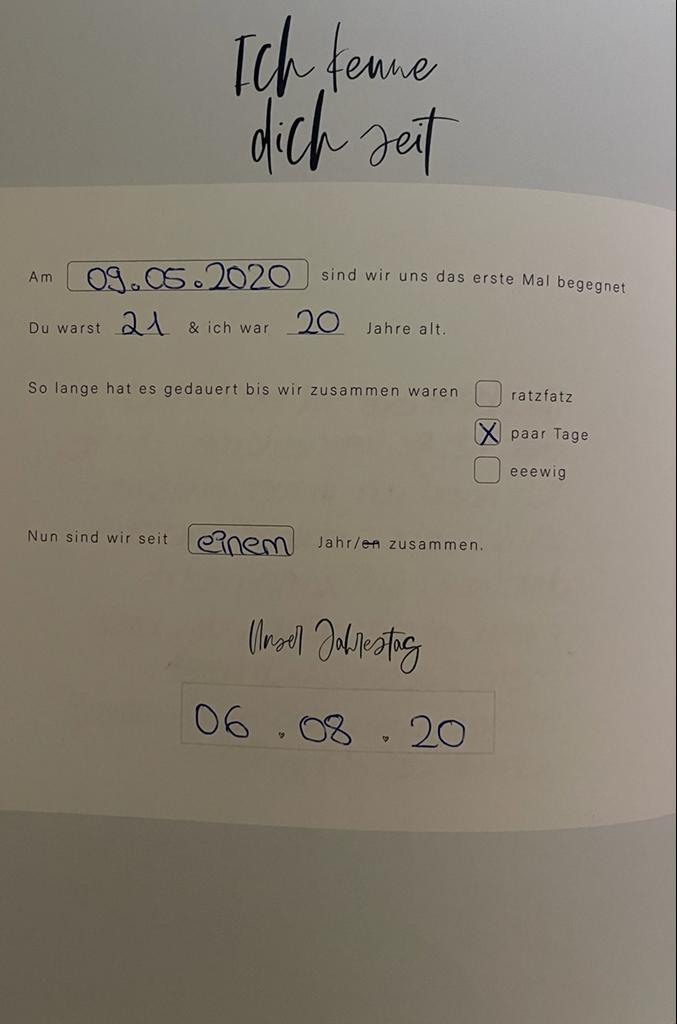 Ich kenne
dich seit
Am 09.05.2020 sind wir uns das erste Mal begegnet
Du warst 21 & ich war 20 Jahre alt.
So lange hat es gedauert bis wir zusammen waren ratzfatz
X paar Tage
eeewig
Nun sind wir seit einem Jahr/en zusammen.
Unser Jahrestag
06 . 08 . 20